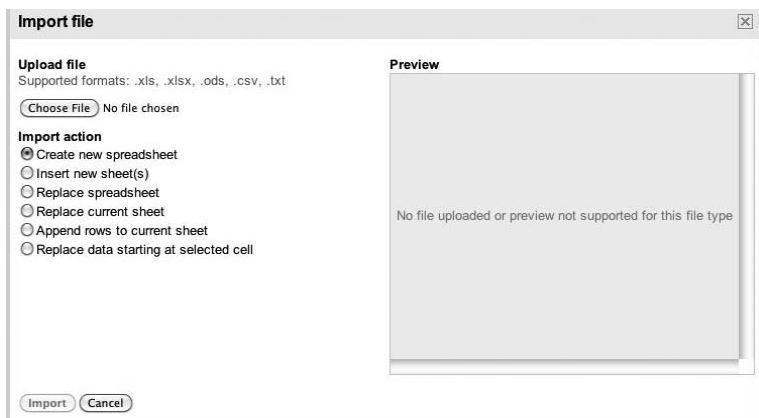 Import file
Upload file
Supported formats: .xls, .xlsx, .ods, .csv, .txt
Choose File No file chosen
Import action
Create new spreadsheet
Insert new sheet(s)
Replace spreadsheet
Replace current sheet
Append rows to current sheet
Replace data starting at selected cell
Preview
No file uploaded or preview not supported for this file type
Import Cancel